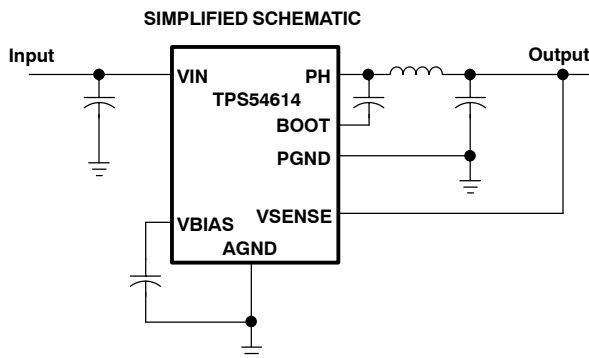 SIMPLIFIED SCHEMATIC
Input
Output
VIN
PH
TPS54614
BOOT
PGND
VBIAS
VSENSE
AGND